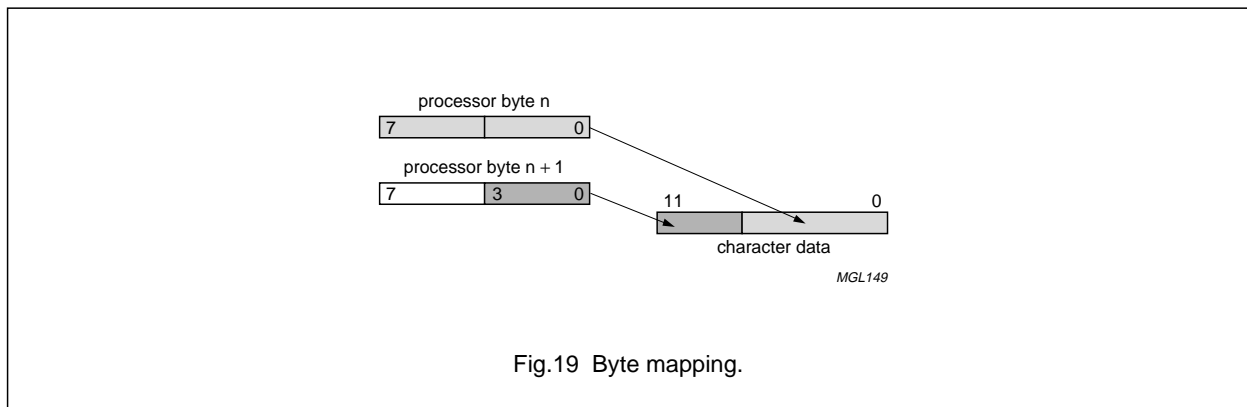 processor byte n
7 0
processor byte n + 1
7 3 0
11 0
character data
MGL149
Fig.19 Byte mapping.